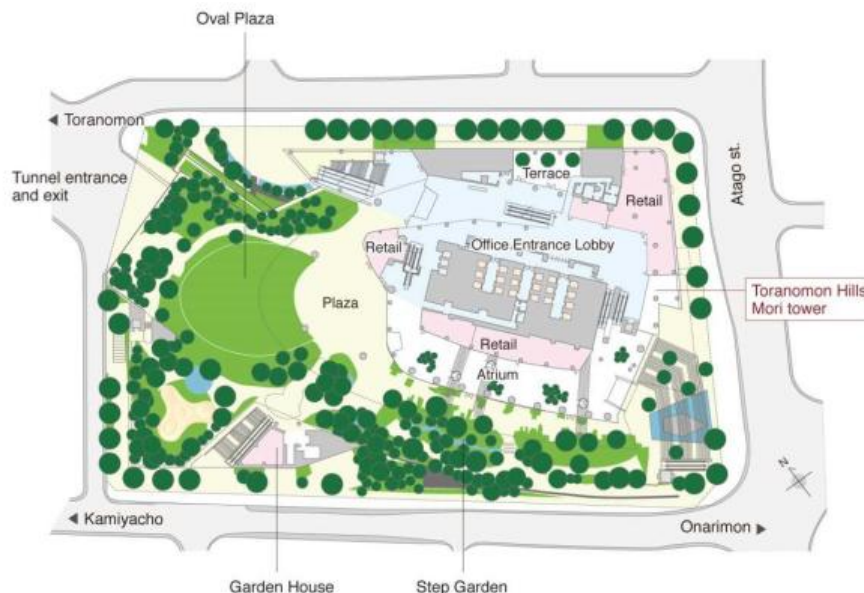 Oval Plaza
Toranomon
Tunnel entrance
and exit
Terrace
Retail
Atago st.
Retail
Office Entrance Lobby
Plaza
Toranomon Hills
Mori tower
Retail
Atrium
N
Kamiyacho
Onarimon
Garden House
Step Garden